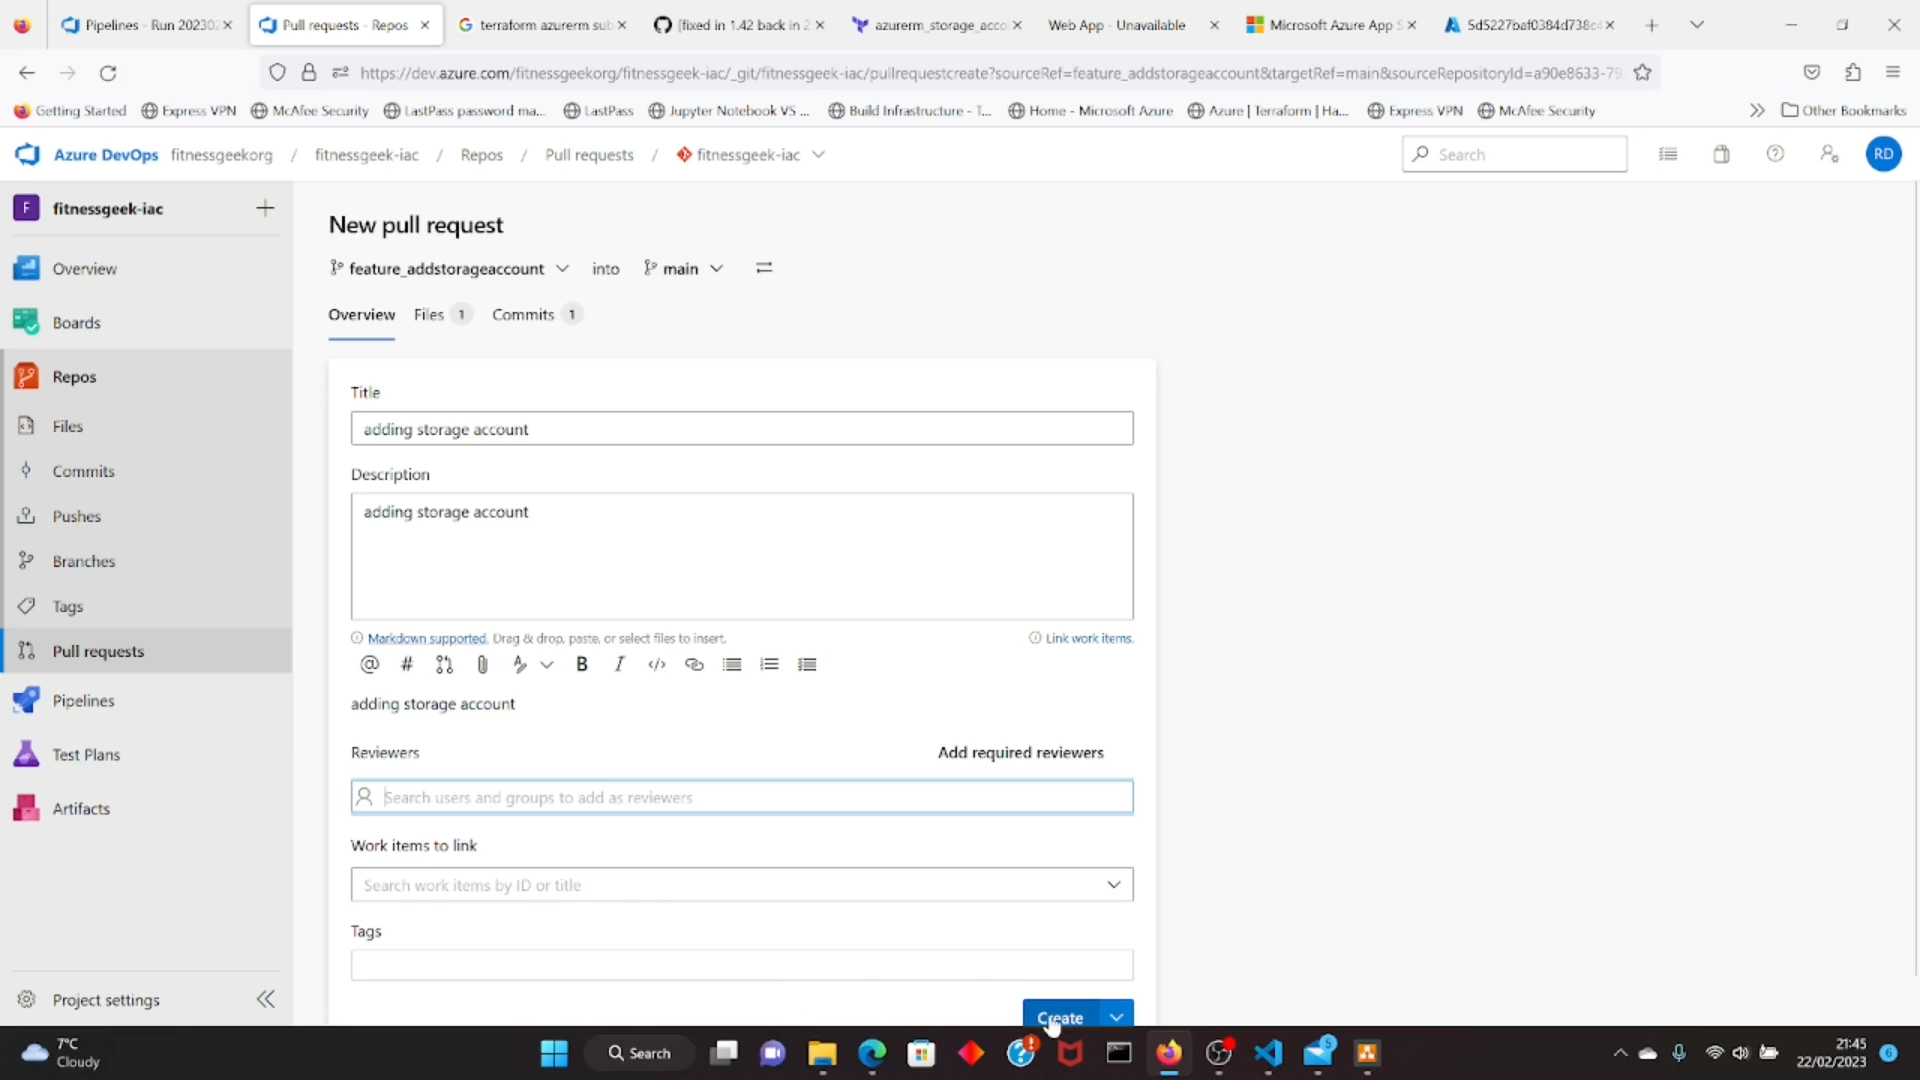 Pipelines - Run 20230
Pull requests - Repos
terraform azurerm sub
[fixed in 1.42 back in 2
azurerm_storage_acco
Web App - Unavailable
Microsoft Azure App S
5d5227baf0384d738c
https://dev.azure.com/fitnessgeekorg/fitnessgeek-iac/_git/fitnessgeek-iac/pullrequestcreate?sourceRef=feature_addstorageaccount&targetRef=main&sourceRepositoryId=a90e8633-79
Getting Started
Express VPN
McAfee Security
LastPass password ma...
LastPass
Jupyter Notebook VS ...
Build Infrastructure - T...
Home - Microsoft Azure
Azure | Terraform | Ha...
Express VPN
McAfee Security
Other Bookmarks
Azure DevOps fitnessgeekorg / fitnessgeek-iac / Repos / Pull requests / fitnessgeek-iac
Search
RD
F fitnessgeek-iac
Overview
Boards
Repos
Files
Commits
Pushes
Branches
Tags
Pull requests
Pipelines
Test Plans
Artifacts
Project settings
New pull request
feature_addstorageaccount into main
Overview Files 1 Commits 1
Title
adding storage account
Description
adding storage account
Markdown supported. Drag & drop, paste, or select files to insert.
Link work items.
adding storage account
Reviewers
Add required reviewers
Search users and groups to add as reviewers
Work items to link
Search work items by ID or title
Tags
Create
7°C
Cloudy
Search
5
21:45
22/02/2023
6